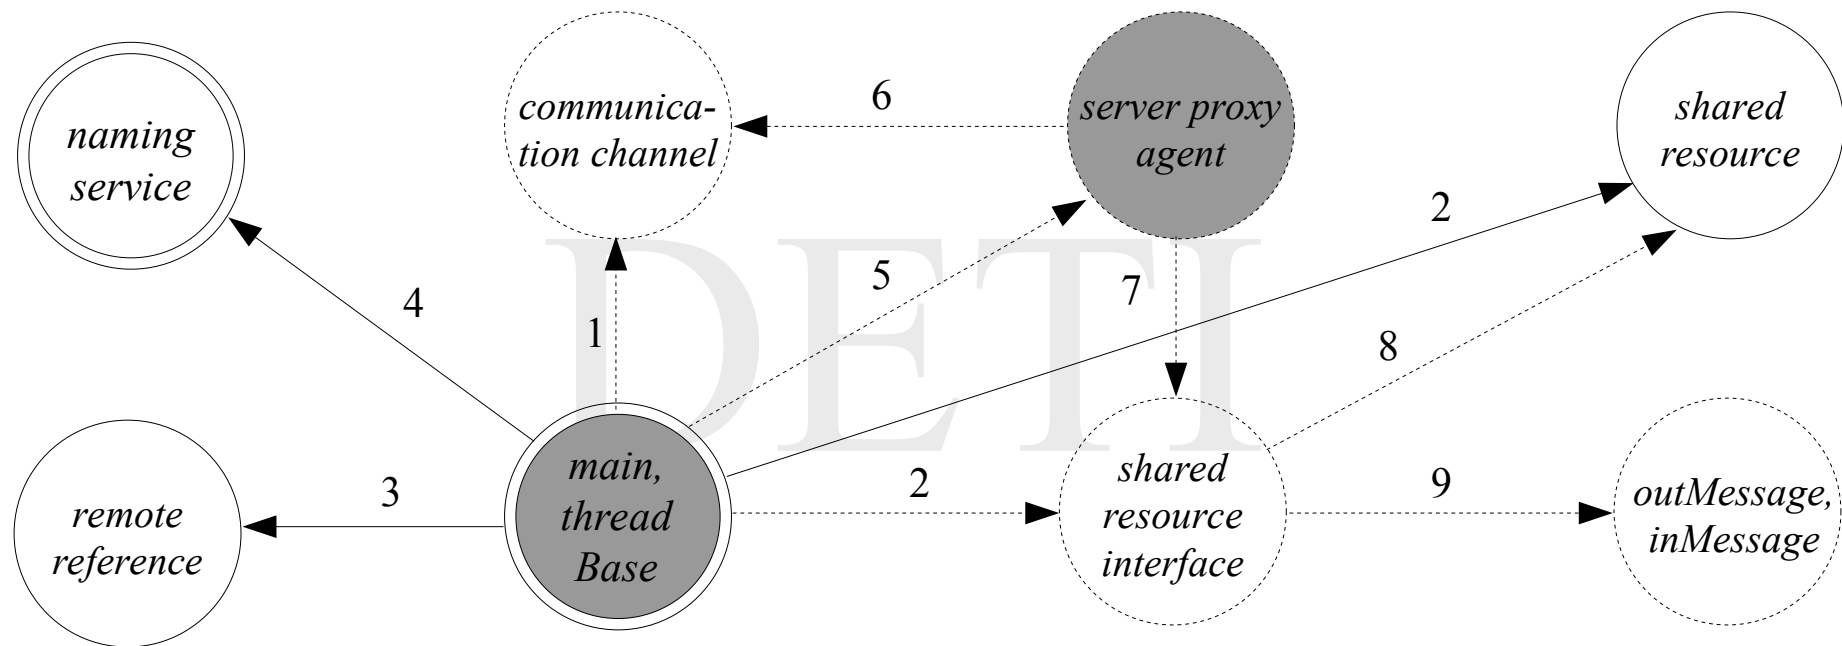 naming
service
communica-
tion channel
6
server proxy
agent
shared
resource
2
5
7
4
1
8
DETI
remote
reference
3
main,
thread
Base
2
shared
resource
interface
9
outMessage,
inMessage